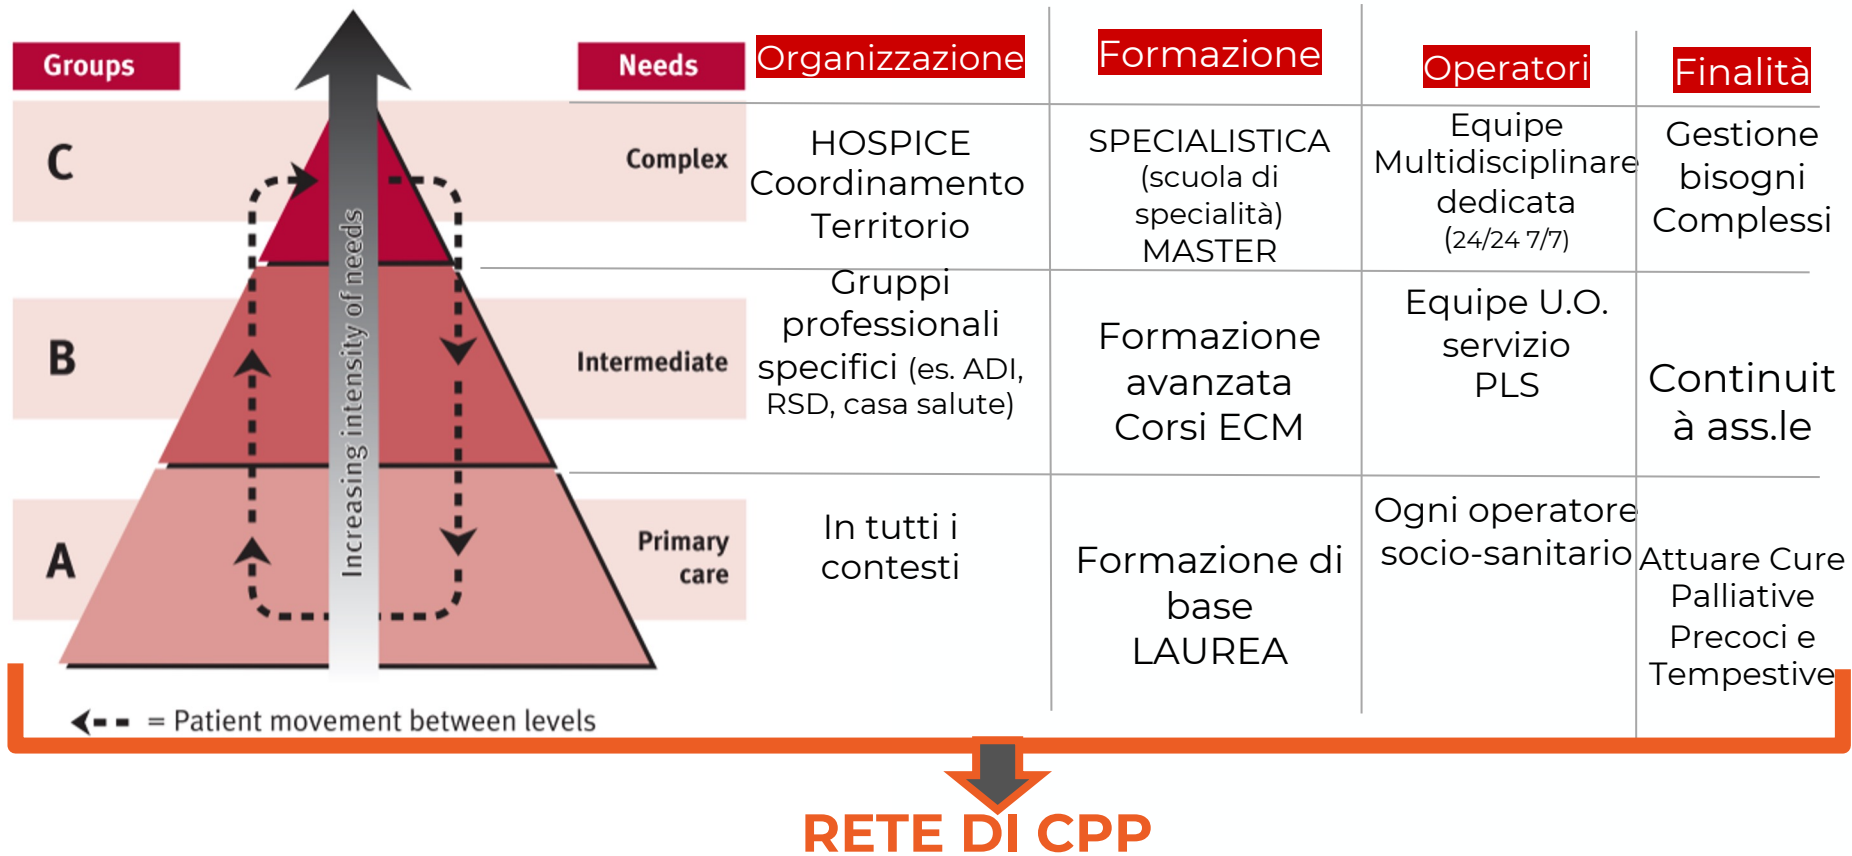 Groups
Needs
Organizzazione
Formazione
Operatori
Finalità
C
Complex
HOSPICE
Coordinamento
Territorio
SPECIALISTICA
(scuola di
specialità)
MASTER
Equipe
Multidisciplinare
dedicata
(24/24 7/7)
Gestione
bisogni
Complessi
B
Intermediate
Gruppi
professionali
specifici (es. ADI,
RSD, casa salute)
Formazione
avanzata
Corsi ECM
Equipe U.O.
servizio
PLS
Continuit
à ass.le
A
Primary
care
In tutti i
contesti
Formazione di
base
LAUREA
Ogni operatore
socio-sanitario
Attuare Cure
Palliative
Precoci e
Tempestive
Increasing intensity of needs
= Patient movement between levels
RETE DI CPP